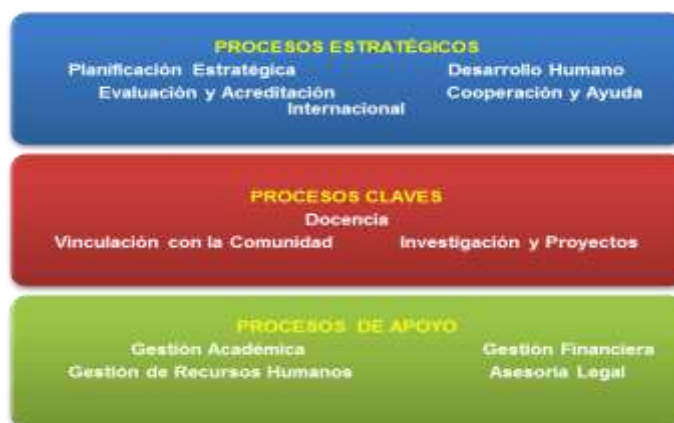 PROCESOS ESTRATÉGICOS
Planificación Estratégica Desarrollo Humano
Evaluación y Acreditación Cooperación y Ayuda
Internacional
PROCESOS CLAVES
Docencia
Vinculación con la Comunidad Investigación y Proyectos
PROCESOS DE APOYO
Gestión Académica Gestión Financiera
Gestión de Recursos Humanos Asesoría Legal